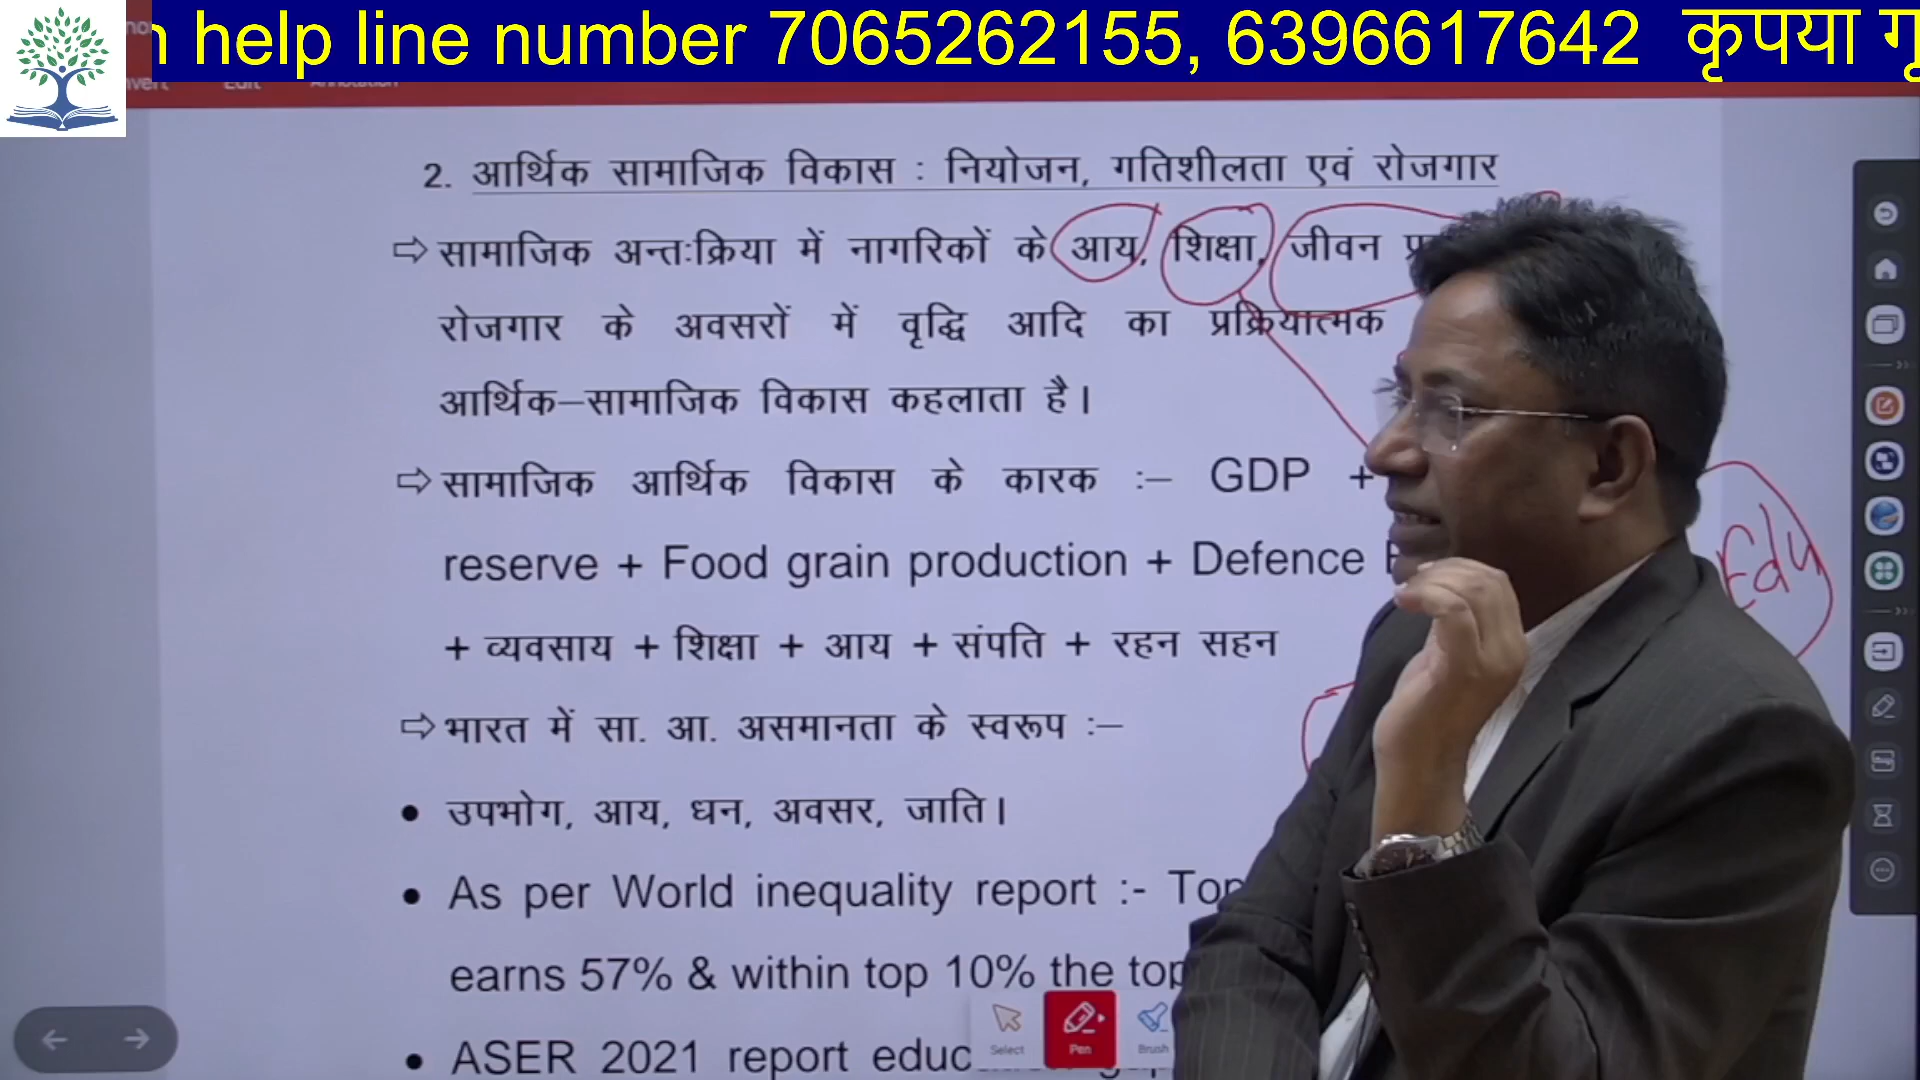 help line number 7065262155, 6396617642 कृपया
Edit Annotation
2. आर्थिक सामाजिक विकास : नियोजन, गतिशीलता एवं रोजगार
⇨ सामाजिक अन्तःक्रिया में नागरिकों के आय, शिक्षा, जीवन
रोजगार के अवसरों में वृद्धि आदि का प्रक्रियात्मक
आर्थिक–सामाजिक विकास कहलाता है।
⇨ सामाजिक आर्थिक विकास के कारक :– GDP +
reserve + Food grain production + Defence
Edu
+ व्यवसाय + शिक्षा + आय + संपति + रहन सहन
⇨ भारत में सा. आ. असमानता के स्वरूप :–
• उपभोग, आय, धन, अवसर, जाति।
• As per World inequality report :- Top
earns 57% & within top 10% the top
• ASER 2021 report
Select Pen Brush